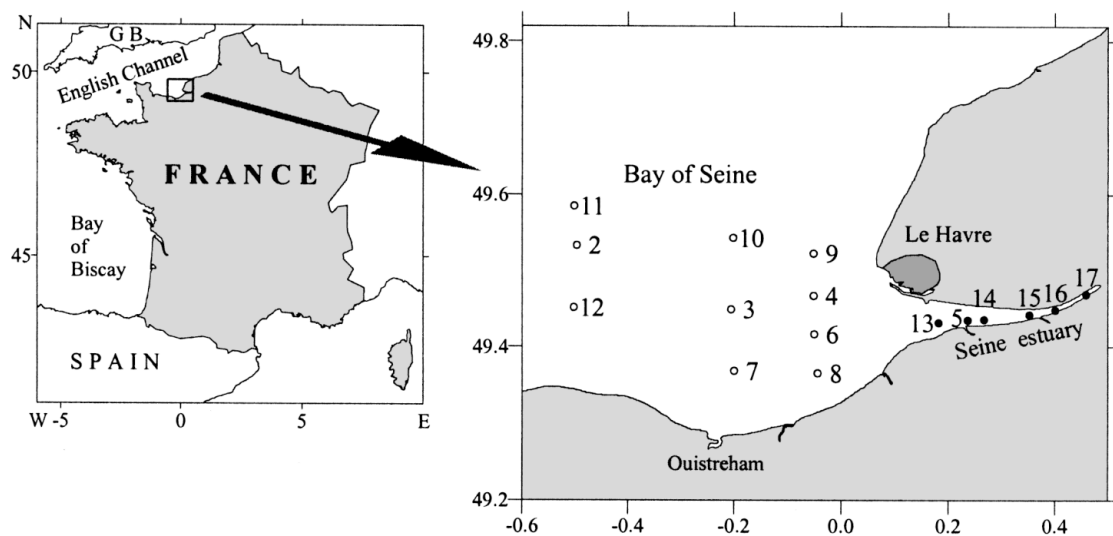 N
G B
50
English Channel
FRANCE
45
Bay
of
Biscay
SPAIN
W -5
0
5
E
49.8
Bay of Seine
49.6
11
2
10
9
Le Havre
12
3
4
17
16
15
14
5
13
6
Seine estuary
49.4
7
8
Ouistreham
49.2
-0.6
-0.4
-0.2
0.0
0.2
0.4